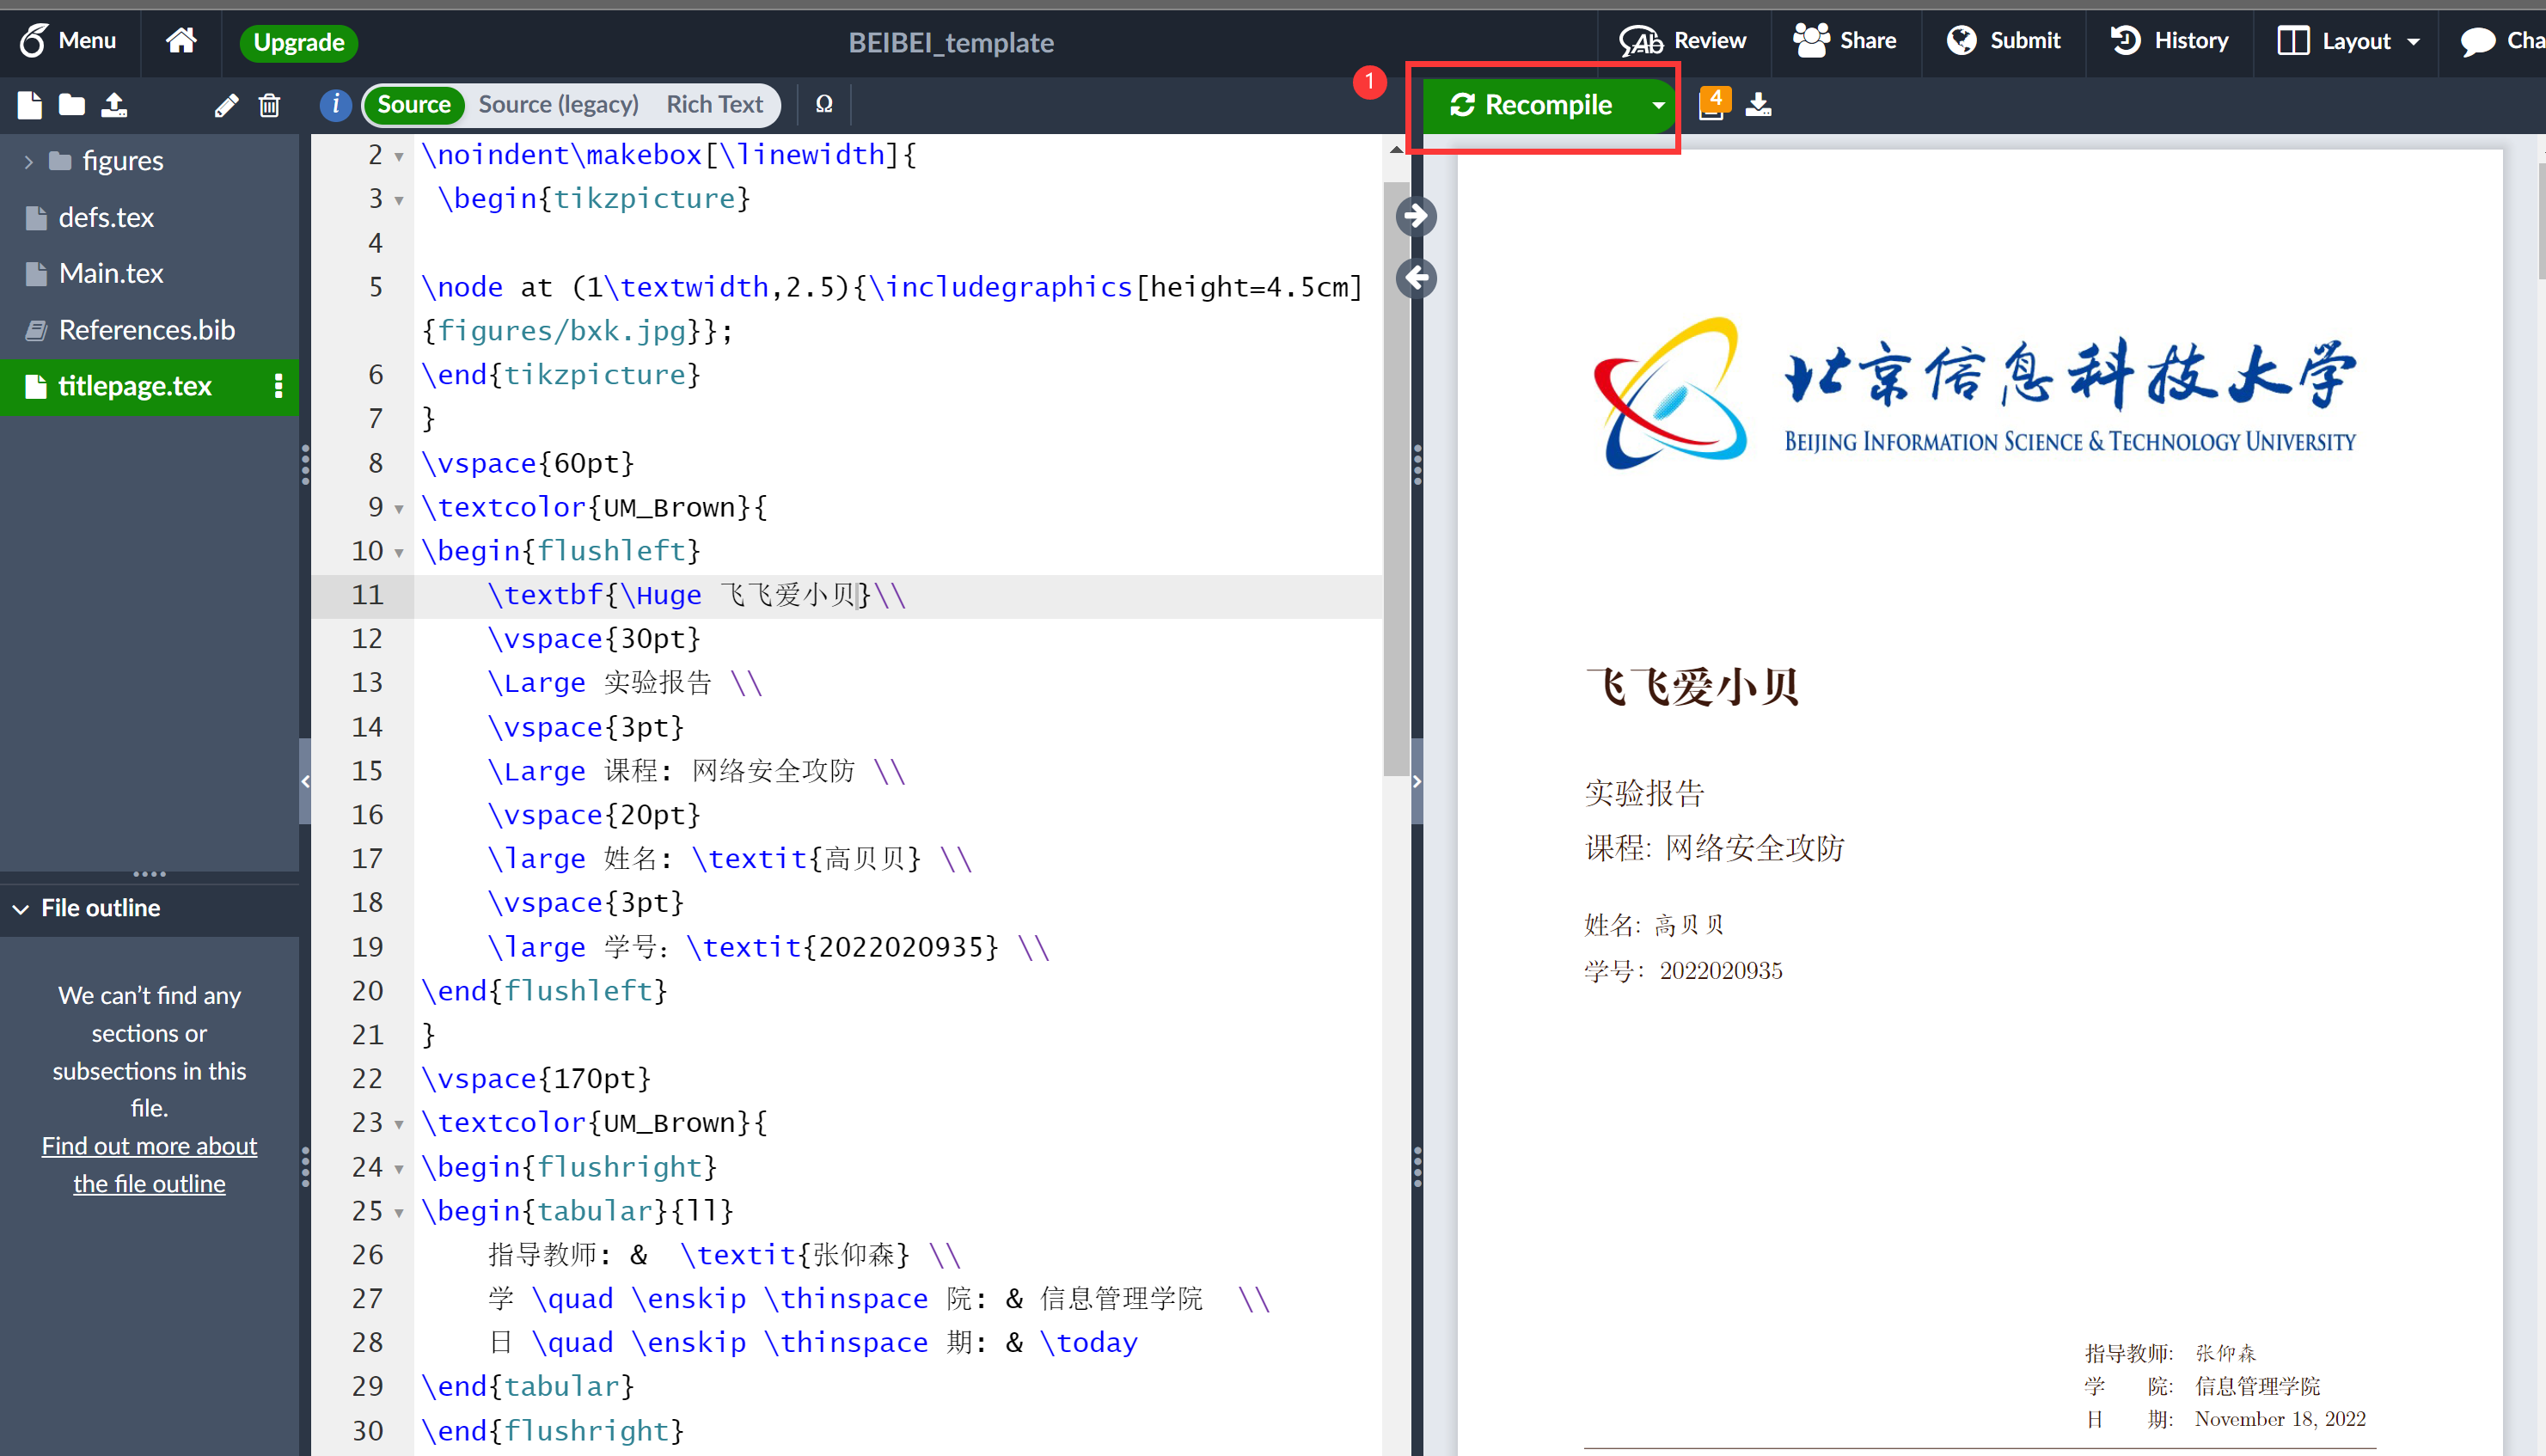 Menu
Upgrade
BEIBEI_template
Review
Share
Submit
History
Layout
Cha
Source
Source (legacy)
Rich Text
Ω
1
Recompile
4
figures
defs.tex
Main.tex
References.bib
titlepage.tex
File outline
We can't find any
sections or
subsections in this
file.
Find out more about
the file outline
2 \noindent\makebox[\linewidth]{
3 \begin{tikzpicture}
4
5 \node at (1\textwidth,2.5){\includegraphics[height=4.5cm]
{figures/bxk.jpg}};
6 \end{tikzpicture}
7 }
8 \vspace{60pt}
9 \textcolor{UM_Brown}{
10 \begin{flushleft}
11 \textbf{\Huge 飞飞爱小贝}\\
12 \vspace{30pt}
13 \Large 实验报告 \\
14 \vspace{3pt}
15 \Large 课程: 网络安全攻防 \\
16 \vspace{20pt}
17 \large 姓名: \textit{高贝贝} \\
18 \vspace{3pt}
19 \large 学号：\textit{2022020935} \\
20 \end{flushleft}
21 }
22 \vspace{170pt}
23 \textcolor{UM_Brown}{
24 \begin{flushright}
25 \begin{tabular}{ll}
26 指导教师: & \textit{张仰森} \\
27 学 \quad \enskip \thinspace 院: & 信息管理学院 \\
28 日 \quad \enskip \thinspace 期: & \today
29 \end{tabular}
30 \end{flushright}
北京信息科技大学
BEIJING INFORMATION SCIENCE & TECHNOLOGY UNIVERSITY
飞飞爱小贝
实验报告
课程: 网络安全攻防
姓名: 高贝贝
学号：2022020935
指导教师: 张仰森
学 院: 信息管理学院
日 期: November 18, 2022